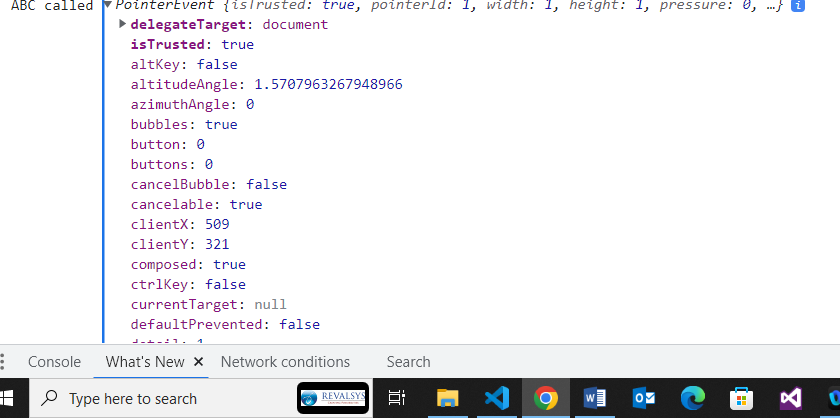 ABC called PointerEvent {isTrusted: true, pointerId: 1, width: 1, height: 1, pressure: 0, …} i
delegateTarget: document
isTrusted: true
altKey: false
altitudeAngle: 1.5707963267948966
azimuthAngle: 0
bubbles: true
button: 0
buttons: 0
cancelBubble: false
cancelable: true
clientX: 509
clientY: 321
composed: true
ctrlKey: false
currentTarget: null
defaultPrevented: false
detail: 1
Console What's New × Network conditions Search
Type here to search REVALSYS